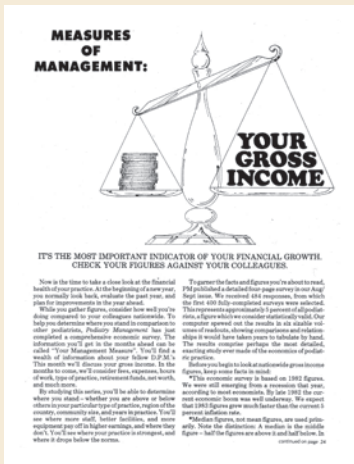 MEASURES
OF
MANAGEMENT:
YOUR
GROSS
INCOME
IT'S THE MOST IMPORTANT INDICATOR OF YOUR FINANCIAL GROWTH.
CHECK YOUR FIGURES AGAINST YOUR COLLEAGUES.
Now is the time to take a close look at the financial
health of your practice. At the beginning of a new year,
you normally look back, evaluate the past year, and
plan for improvements in the year ahead.
While you gather figures, consider how well you're
doing compared to your colleagues nationwide. To
help you determine where you stand in comparison to
other podiatrists, Podiatry Management has just
completed a comprehensive economic survey. The
information you'll get in the months ahead can be
called "Your Management Measure". You'll find a
wealth of information about your fellow D.P.M.'s
This month we'll discuss your gross income. In the
months to come, we'll consider fees, expenses, hours
of work, type of practice, retirement funds, net worth,
and much more.
By studying this series, you'll be able to determine
where you stand – whether you are above or below
others in your particular type of practice, region of the
country, community size, and years in practice. You'll
see where more staff, better facilities, and more
equipment pay off in higher earnings, and where they
don't. You'll see where your practice is strongest, and
where it drops below the norms.
To garner the facts and figures you're about to read,
PM published a detailed four-page survey in our Aug/
Sept issue. We received 484 responses, from which
the first 400 fully-completed surveys were selected.
This represents approximately 5 percent of all podiat-
rists, a figure which we consider statistically valid. Our
computer spewed out the results in six sizable vol-
umes of readouts, showing comparisons and relation-
ships it would have taken years to tabulate by hand.
The results comprise perhaps the most detailed,
exacting study ever made of the economics of podiat-
ric practice.
Before you begin to look at nationwide gross income
figures, keep some facts in mind:
*This economic survey is based on 1982 figures.
We were still emerging from a recession that year,
according to most economists. By late 1982 the cur-
rent economic boom was well underway. We expect
that 1983 figures grew much faster than the current 5
percent inflation rate.
*Median figures, not mean figures, are used prim-
arily. Note the distinction: A median is the middle
figure – half the figures are above it and half below. In
continued on page 24